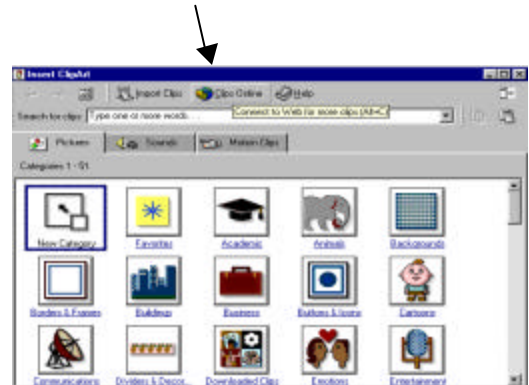 Insert ClipArt
Import Clips Clips Online Help
Search for clips: Type one or more words. . .
Connect to Web for more clips (Alt+C)
Pictures Sounds Motion Clips
Categories 1 - 51
New Category Favorites Academic Animals Backgrounds
Borders & Frames Buildings Business Buttons & Icons Cartoons
Communications Dividers & Decor... Downloaded Clips Emotions Entertainment